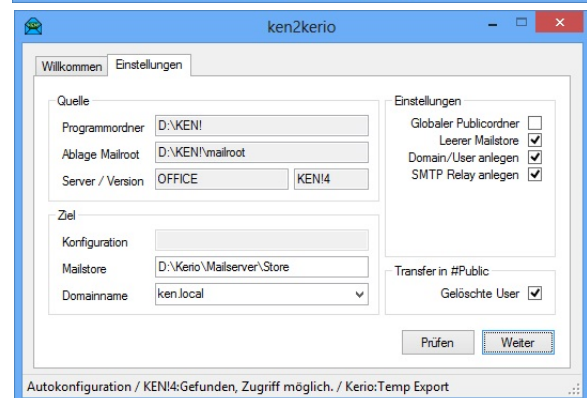 ken2kerio
Willkommen
Einstellungen
Quelle
Programmordner D:\KEN!
Ablage Mailroot D:\KEN!\mailroot
Server / Version OFFICE KEN!4
Ziel
Konfiguration
Mailstore D:\Kerio\Mailserver\Store
Domainname ken.local
Einstellungen
Globaler Publicordner
Leerer Mailstore
Domain/User anlegen
SMTP Relay anlegen
Transfer in #Public
Gelöschte User
Prüfen
Weiter
Autokonfiguration / KEN!4:Gefunden, Zugriff möglich. / Kerio:Temp Export